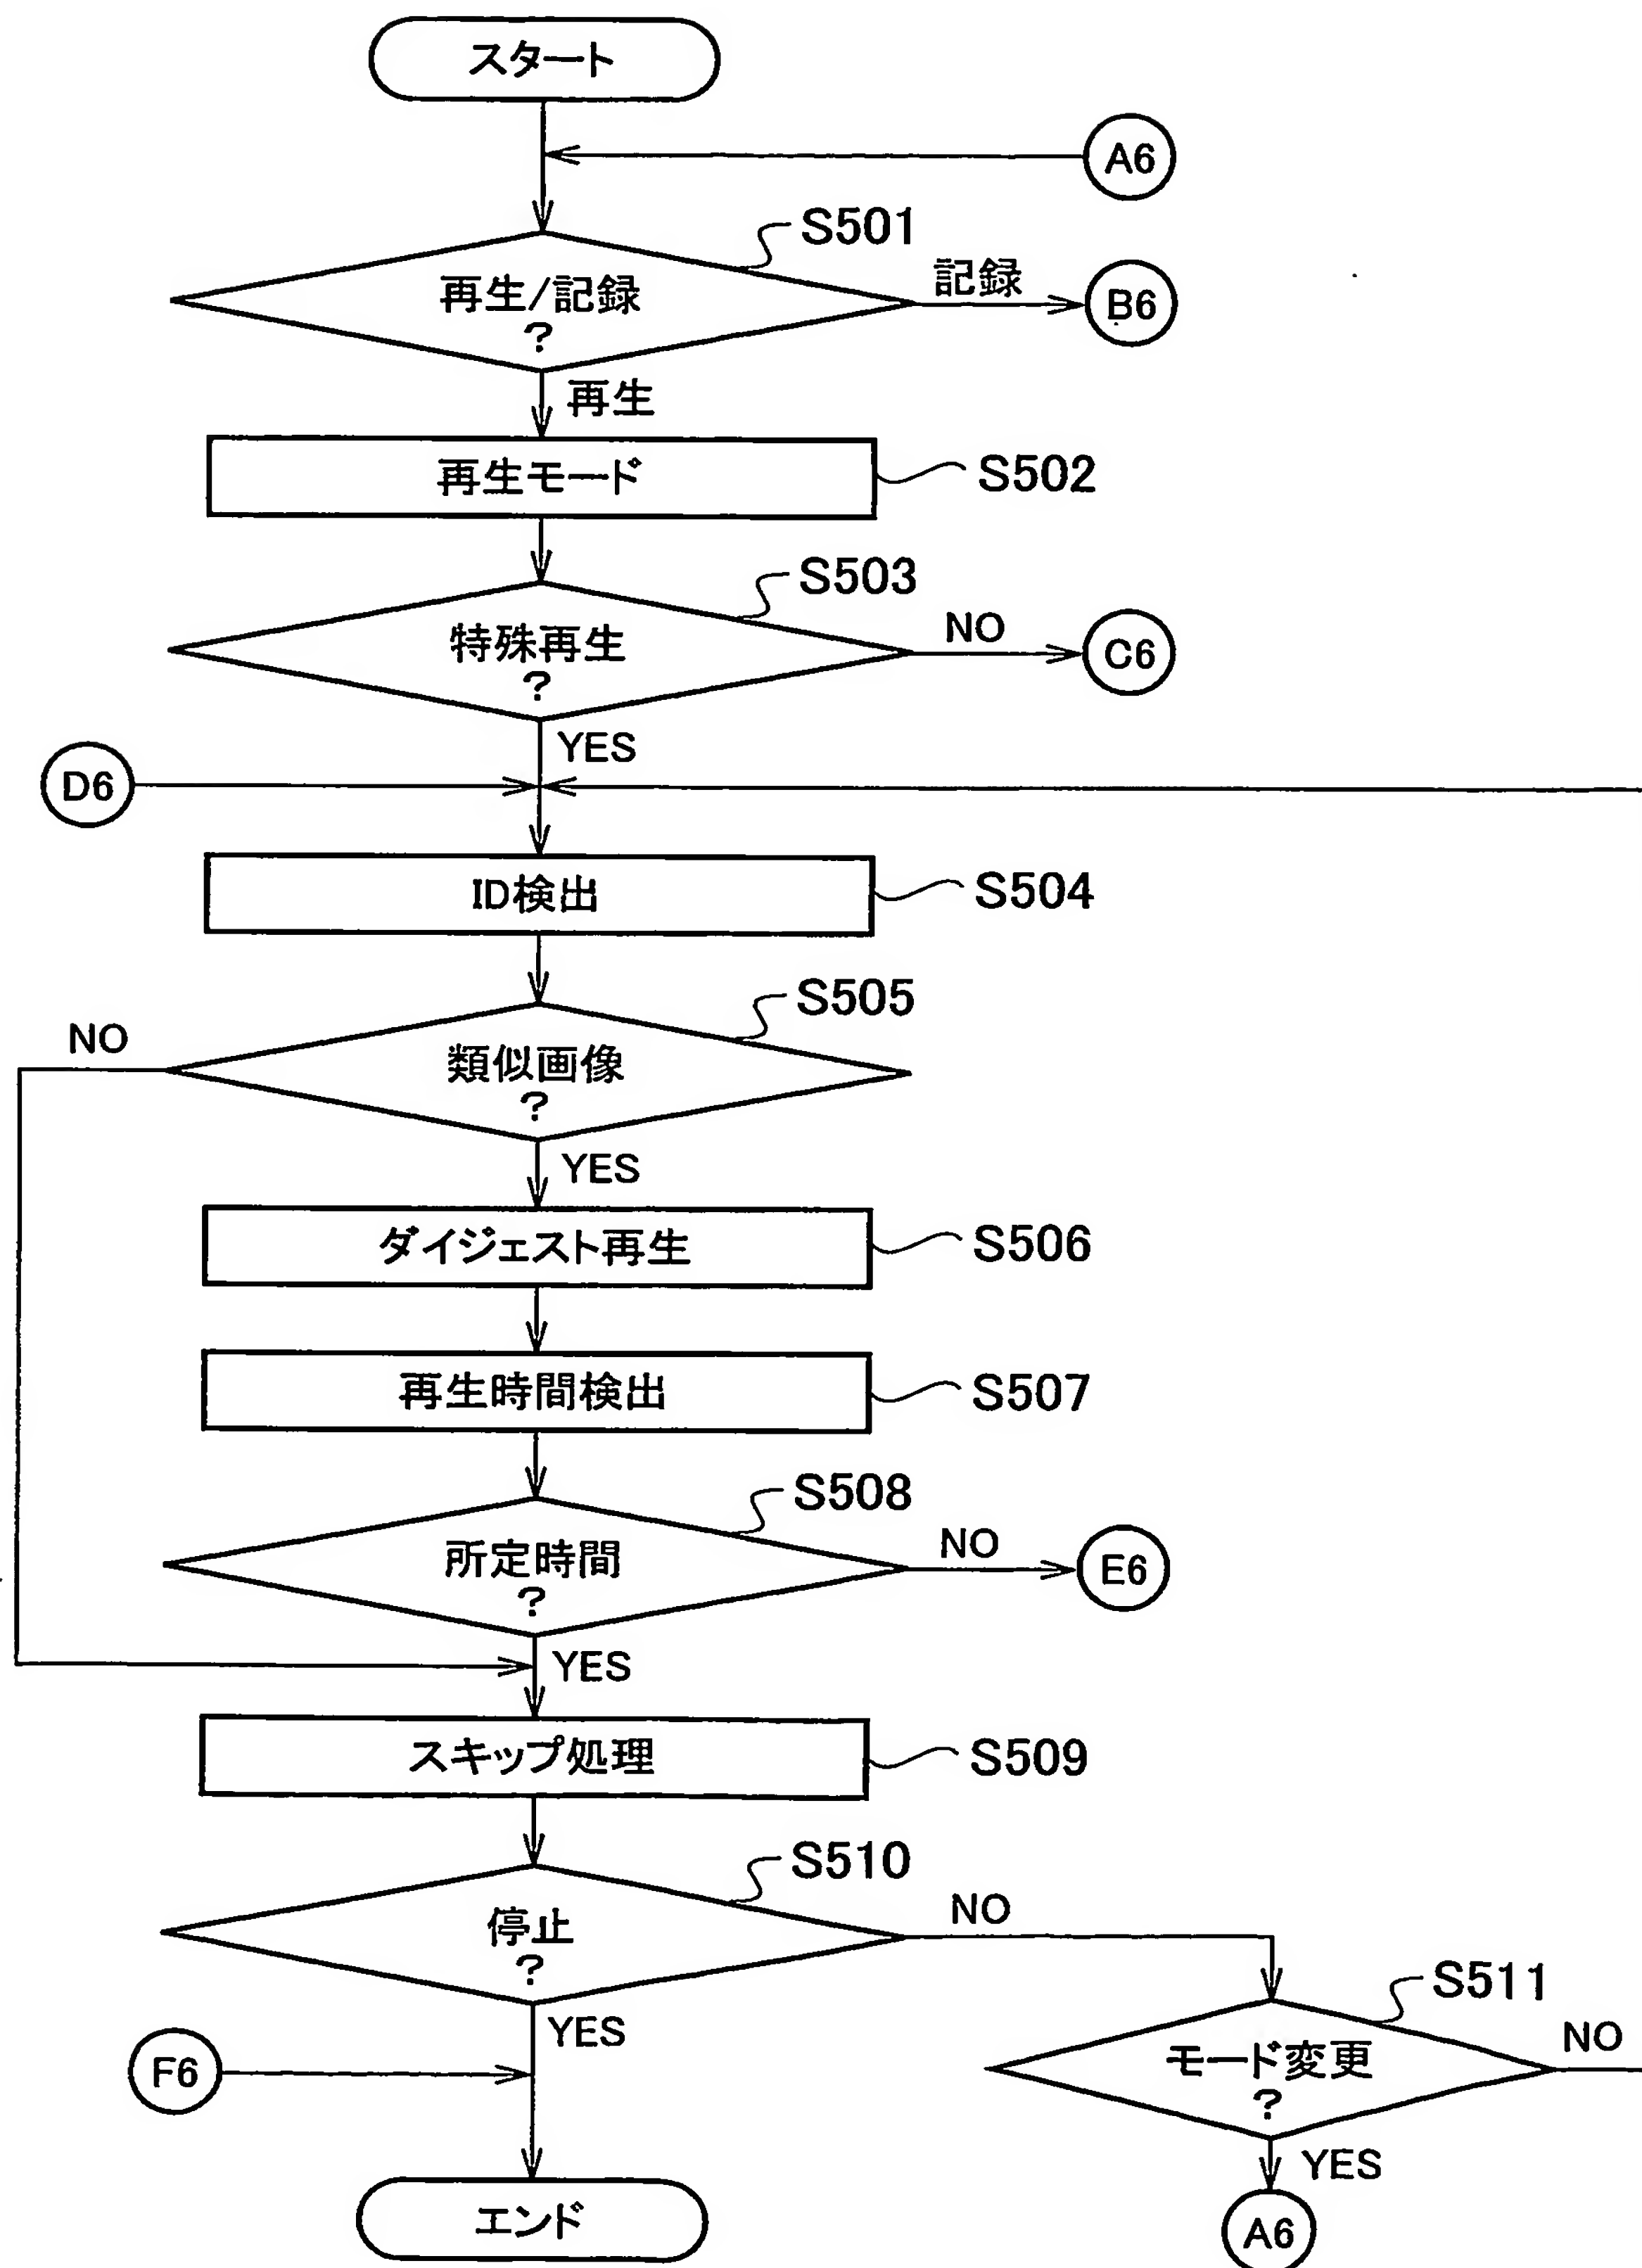 スタート
A6
S501
再生/記録
?
記録
B6
再生
再生モード
S502
S503
特殊再生
?
NO
C6
YES
D6
ID検出
S504
S505
NO
類似画像
?
YES
ダイジェスト再生
S506
再生時間検出
S507
S508
所定時間
?
NO
E6
YES
スキップ処理
S509
S510
停止
?
NO
S511
YES
モード変更
?
NO
F6
YES
エンド
A6